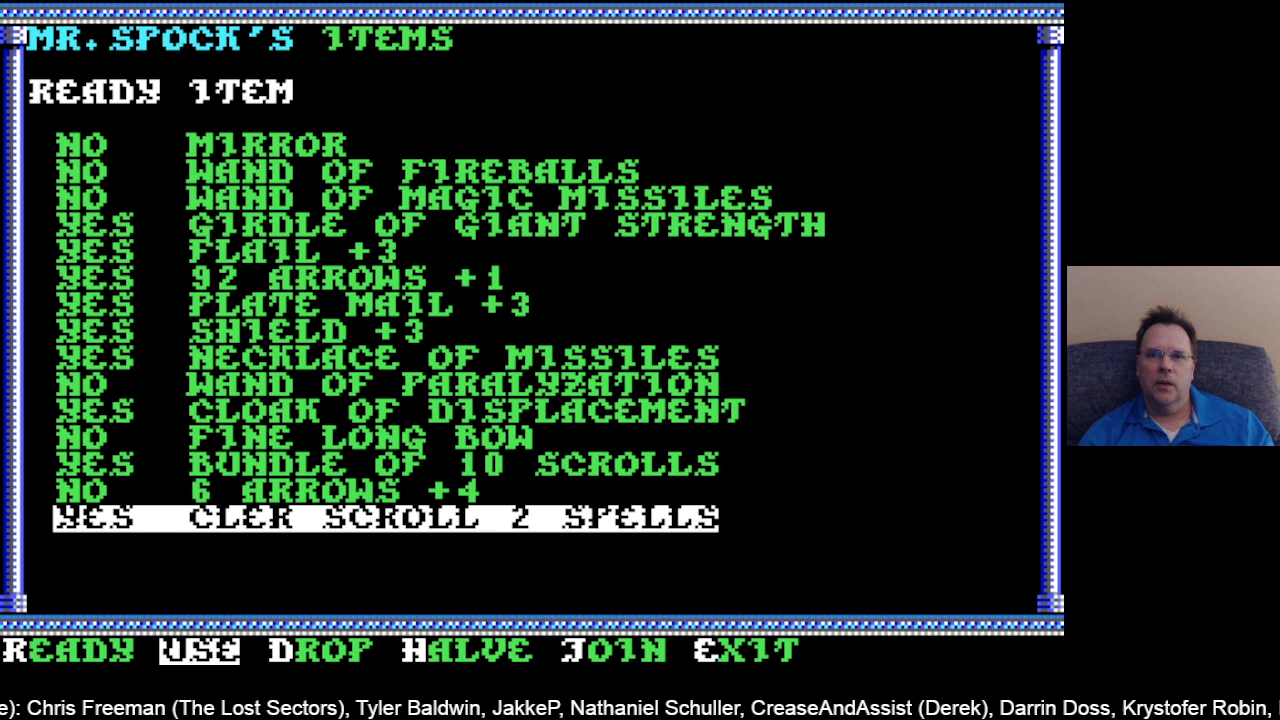 MR. SPOCK'S ITEMS
READY ITEM
NO MIRROR
NO WAND OF FIREBALLS
NO WAND OF MAGIC MISSILES
YES GIRDLE OF GIANT STRENGTH
YES FLAIL +3
YES 92 ARROWS +1
YES PLATE MAIL +3
YES SHIELD +3
YES NECKLACE OF MISSILES
NO WAND OF PARALYZATION
YES CLOAK OF DISPLACEMENT
NO FINE LONG BOW
YES BUNDLE OF 10 SCROLLS
NO 6 ARROWS +4
YES CLER SCROLL 2 SPELLS
READY USE DROP HALVE JOIN EXIT
e): Chris Freeman (The Lost Sectors), Tyler Baldwin, JakkeP, Nathaniel Schuller, CreaseAndAssist (Derek), Darrin Doss, Krystofer Robin,